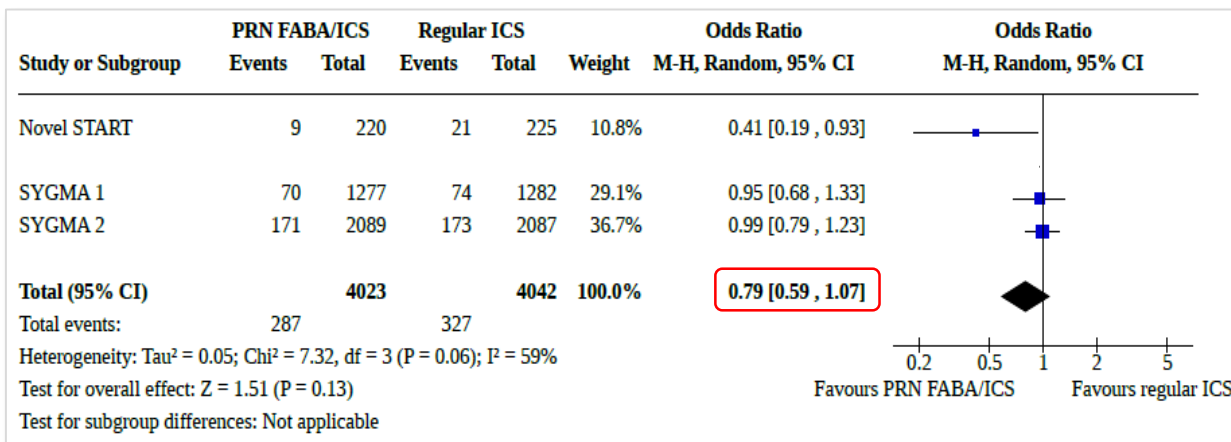 PRN FABA/ICS Regular ICS Odds Ratio Odds Ratio
Study or Subgroup Events Total Events Total Weight M-H, Random, 95% CI M-H, Random, 95% CI
Novel START 9 220 21 225 10.8% 0.41 [0.19 , 0.93]
SYGMA 1 70 1277 74 1282 29.1% 0.95 [0.68 , 1.33]
SYGMA 2 171 2089 173 2087 36.7% 0.99 [0.79 , 1.23]
Total (95% CI) 4023 4042 100.0% 0.79 [0.59 , 1.07]
Total events: 287 327
Heterogeneity: Tau² = 0.05; Chi² = 7.32, df = 3 (P = 0.06); I² = 59%
0.2 0.5 1 2 5
Test for overall effect: Z = 1.51 (P = 0.13) Favours PRN FABA/ICS Favours regular ICS
Test for subgroup differences: Not applicable